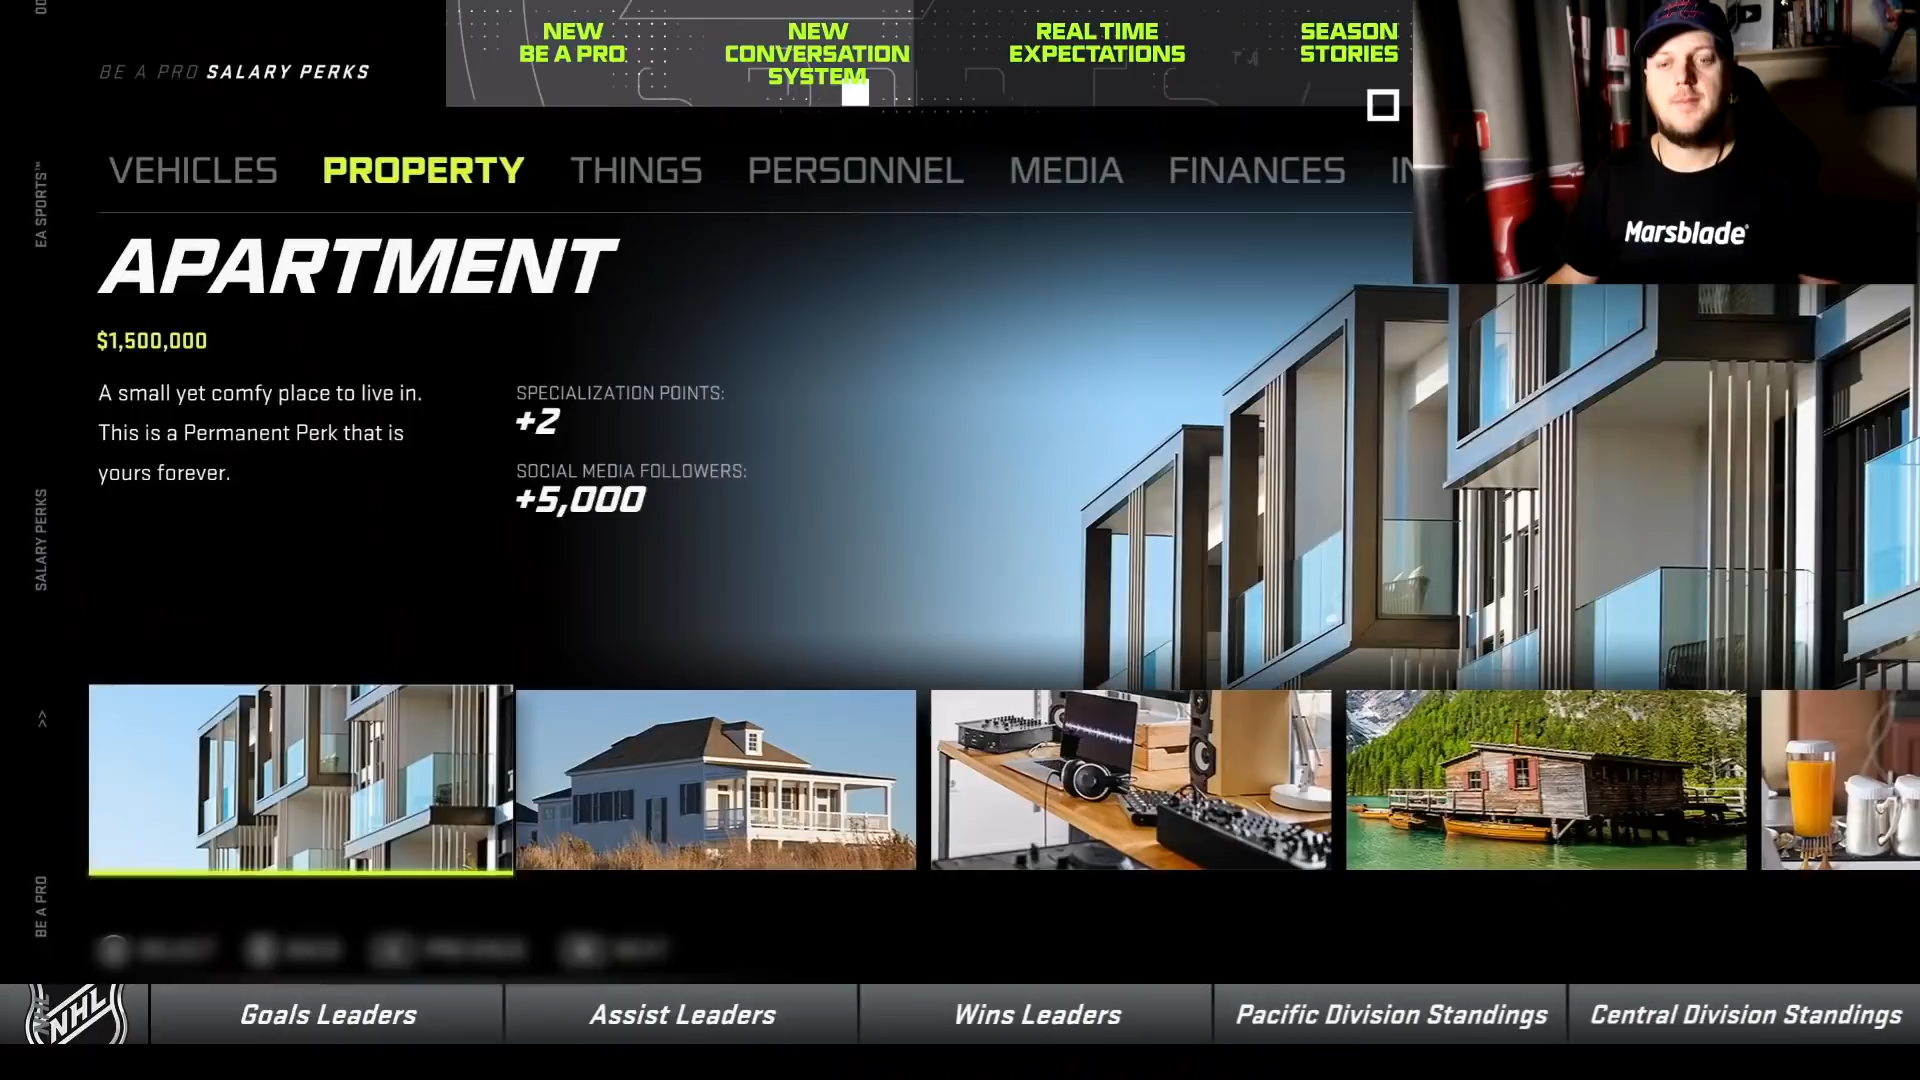 BE A PRO SALARY PERKS
NEW
BE A PRO
NEW
CONVERSATION
SYSTEM
REAL TIME
EXPECTATIONS
SEASON
STORIES
VEHICLES PROPERTY THINGS PERSONNEL MEDIA FINANCES IN
Marsblade
APARTMENT
$1,500,000
A small yet comfy place to live in.
This is a Permanent Perk that is
yours forever.
SPECIALIZATION POINTS:
+2
SOCIAL MEDIA FOLLOWERS:
+5,000
EA SPORTS™
SALARY PERKS
>>
BE A PRO
NHL
NHL
Goals Leaders
Assist Leaders
Wins Leaders
Pacific Division Standings
Central Division Standings